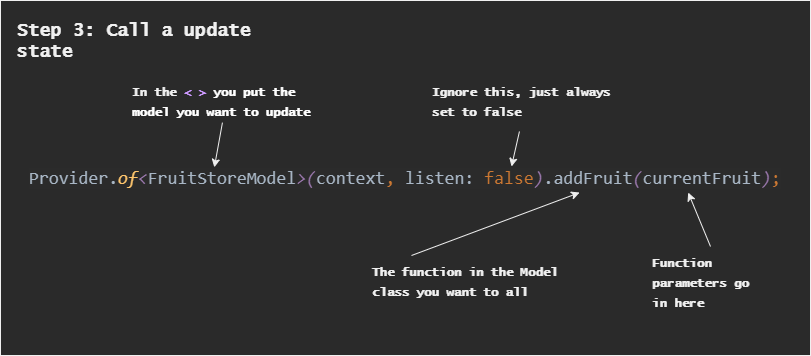 Step 3: Call a update
state
In the < > you put the
model you want to update
Ignore this, just always
set to false
Provider.of<FruitStoreModel>(context, listen: false).addFruit(currentFruit);
The function in the Model
class you want to all
Function
parameters go
in here